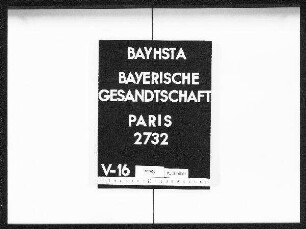 BAYHSTA
BAYERISCHE
GESANDTSCHAFT
PARIS
2732
V-16